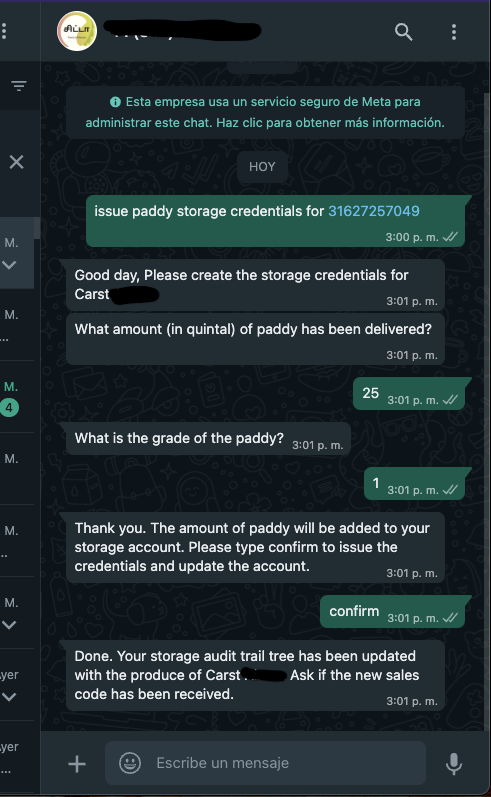 சிட்டா
Esta empresa usa un servicio seguro de Meta para
administrar este chat. Haz clic para obtener más información.
HOY
issue paddy storage credentials for 31627257049
3:00 p. m.
Good day, Please create the storage credentials for
Carst
3:01 p. m.
What amount (in quintal) of paddy has been delivered?
3:01 p. m.
25
3:01 p. m.
What is the grade of the paddy?
3:01 p. m.
1
3:01 p. m.
Thank you. The amount of paddy will be added to your
storage account. Please type confirm to issue the
credentials and update the account.
3:01 p. m.
confirm
3:01 p. m.
Done. Your storage audit trail tree has been updated
with the produce of Carst Ask if the new sales
code has been received.
3:01 p. m.
M.
M.
...
M.
4
M.
M.
..
M.
yer
yer
...
Escribe un mensaje